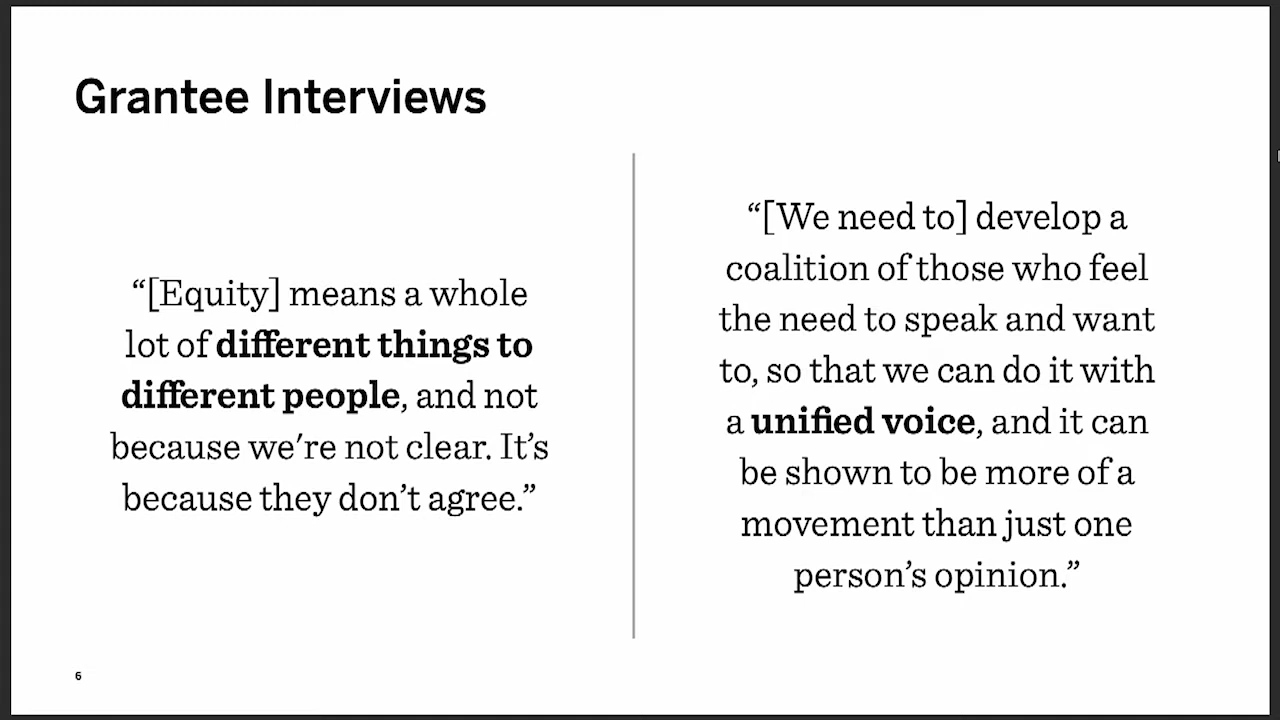 Grantee Interviews
“[Equity] means a whole
lot of different things to
different people, and not
because we're not clear. It’s
because they don’t agree.”
“[We need to] develop a
coalition of those who feel
the need to speak and want
to, so that we can do it with
a unified voice, and it can
be shown to be more of a
movement than just one
person’s opinion.”
6